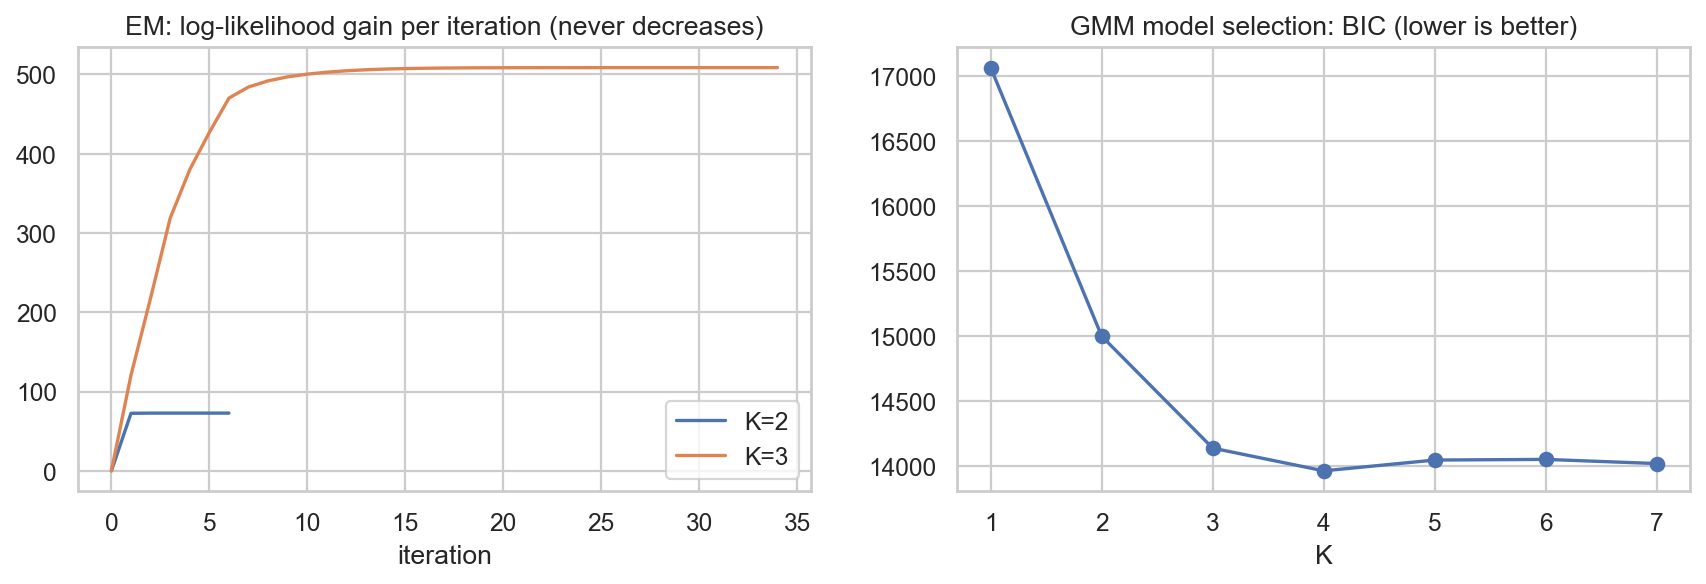 EM: log-likelihood gain per iteration (never decreases)
500
400
300
200
100
0
0 5 10 15 20 25 30 35
iteration
K=2
K=3
GMM model selection: BIC (lower is better)
17000
16500
16000
15500
15000
14500
14000
1 2 3 4 5 6 7
K